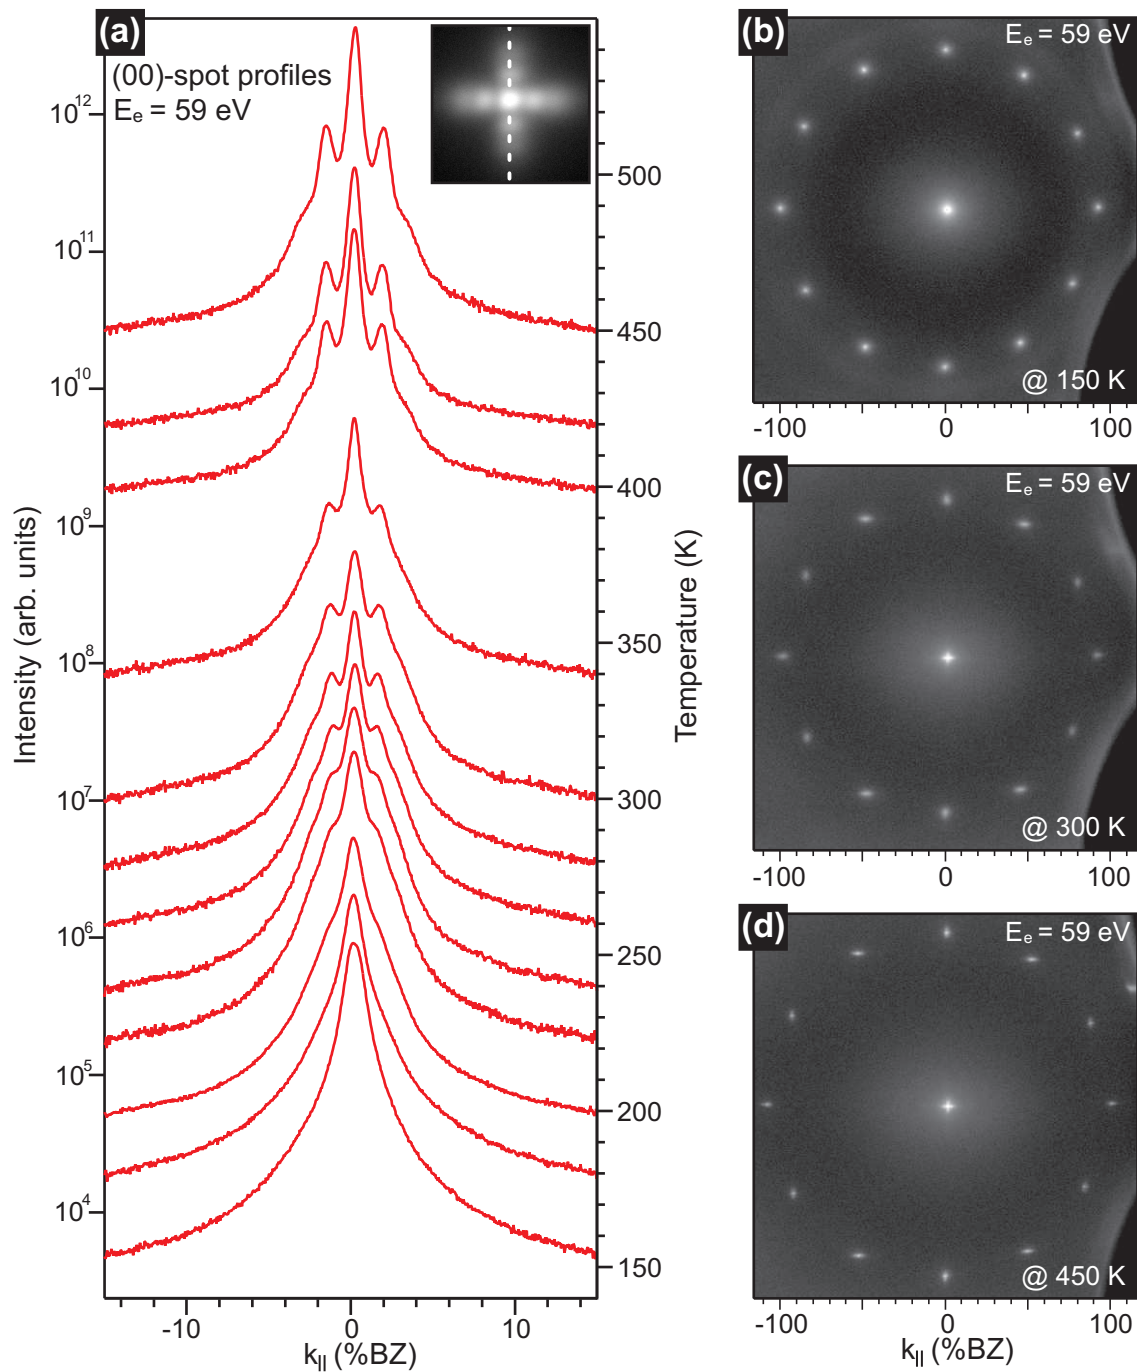 (a)
(00)-spot profiles
Eₑ = 59 eV
10¹²
10¹¹
10¹⁰
10⁹
10⁸
10⁷
10⁶
10⁵
10⁴
Intensity (arb. units)
500
450
400
350
300
250
200
150
Temperature (K)
-10 0 10
k|| (%BZ)
(b)
Eₑ = 59 eV
@ 150 K
-100 0 100
(c)
Eₑ = 59 eV
@ 300 K
-100 0 100
(d)
Eₑ = 59 eV
@ 450 K
-100 0 100
k|| (%BZ)